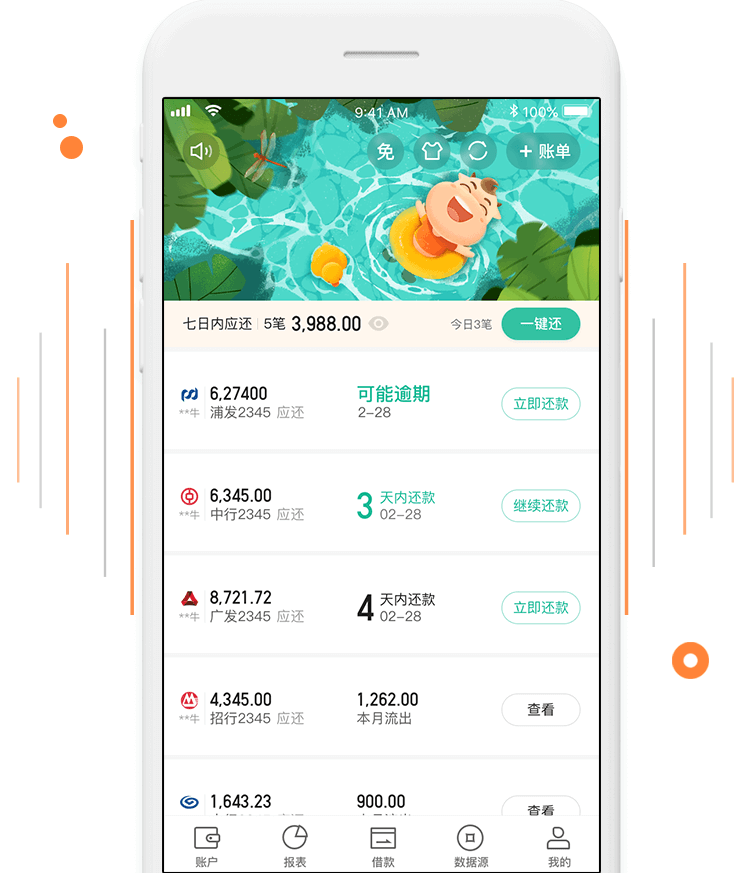 9:41 AM 100%
免 + 账单
七日内应还 5笔 3,988.00 今日3笔 一键还
6,27400 可能逾期 立即还款
**牛 浦发2345 应还 2-28
6,345.00 3 天内还款 继续还款
**牛 中行2345 应还 02-28
8,721.72 4 天内还款 立即还款
**牛 广发2345 应还 02-28
4,345.00 1,262.00 查看
**牛 招行2345 应还 本月流出
1,643.23 900.00 查看
账户 报表 借款 数据源 我的